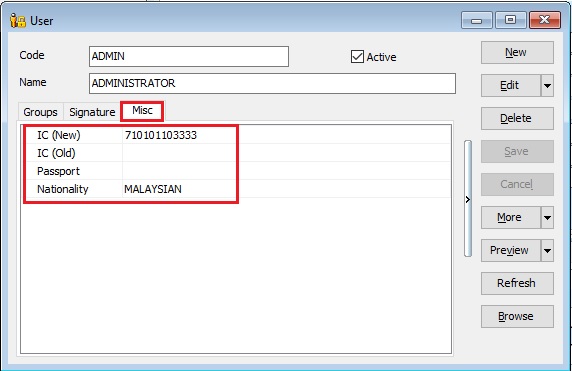 User
Code ADMIN Active
Name ADMINISTRATOR
Groups Signature Misc
IC (New) 710101103333
IC (Old)
Passport
Nationality MALAYSIAN
New
Edit
Delete
Save
Cancel
More
Preview
Refresh
Browse